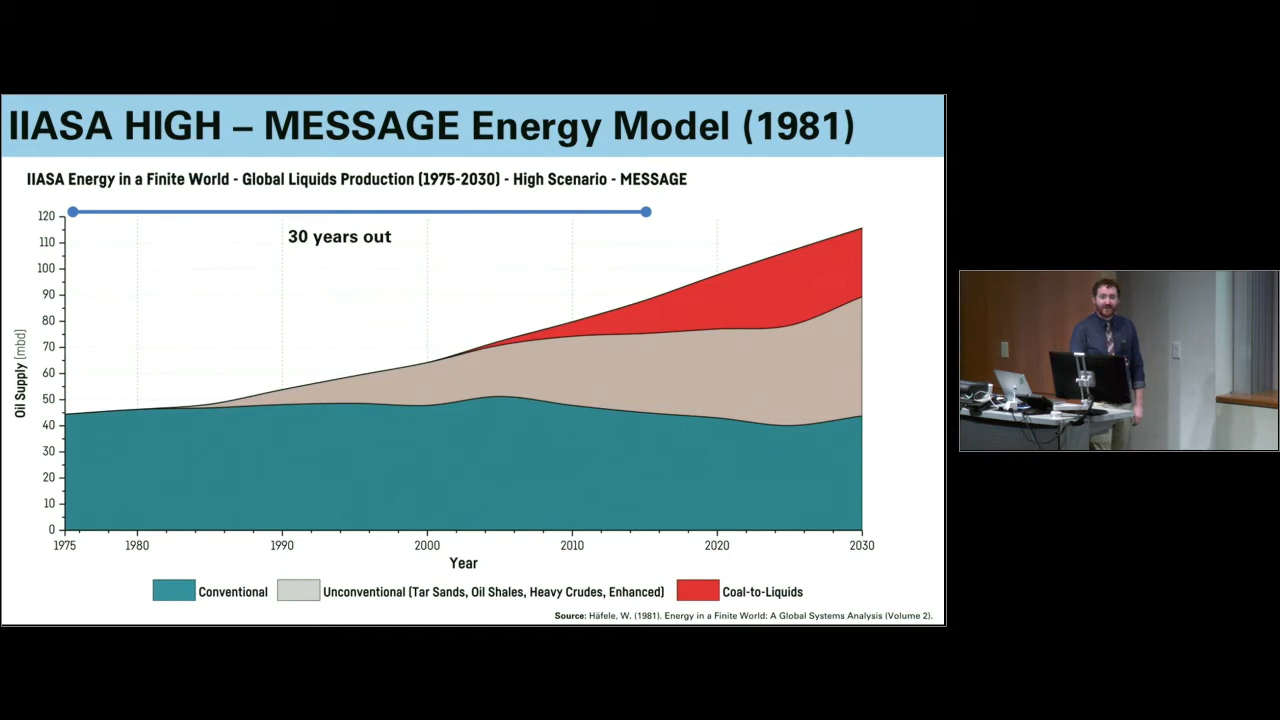 IIASA HIGH – MESSAGE Energy Model (1981)
IIASA Energy in a Finite World - Global Liquids Production (1975-2030) - High Scenario - MESSAGE
30 years out
Oil Supply (mbd)
120
110
100
90
80
70
60
50
40
30
20
10
0
1975 1980 1990 2000 2010 2020 2030
Year
Conventional Unconventional (Tar Sands, Oil Shales, Heavy Crudes, Enhanced) Coal-to-Liquids
Source: Häfele, W. (1981). Energy in a Finite World: A Global Systems Analysis (Volume 2).